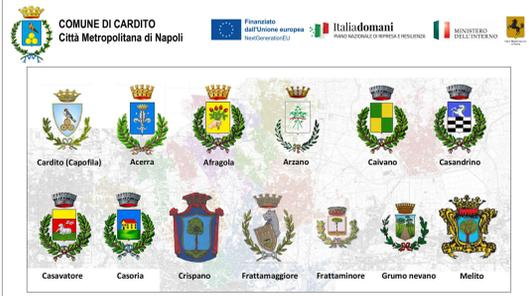 COMUNE DI CARDITO
Città Metropolitana di Napoli
Finanziato
dall'Unione europea
NextGenerationEU
Italiadomani
PIANO NAZIONALE DI RIPRESA E RESILIENZA
MINISTERO
DELL'INTERNO
Cardito (Capofila)
Acerra
Afragola
Arzano
Caivano
Casandrino
Casavatore
Casoria
Crispano
Frattamaggiore
Frattaminore
Grumo nevano
Melito